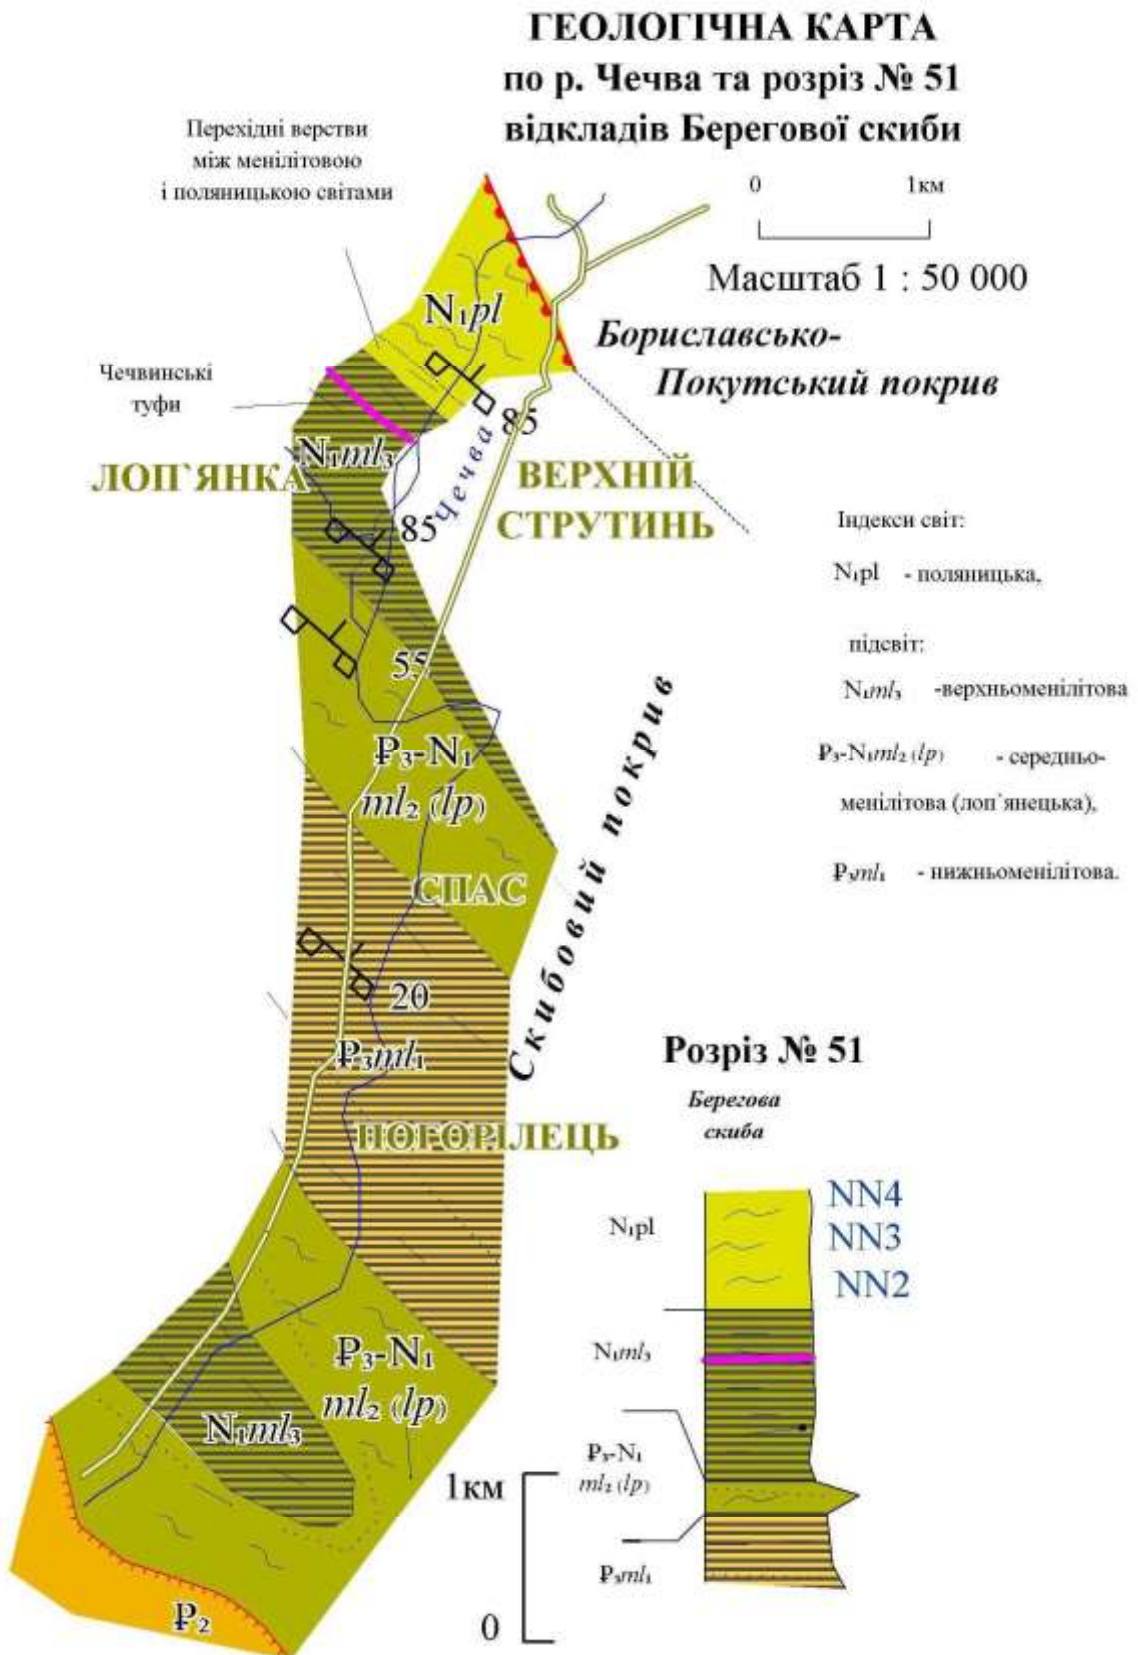 ГЕОЛОГІЧНА КАРТА
по р. Чечва та розріз № 51
відкладів Берегової скиби
Перехідні верстви
між менілітовою
і поляницькою світами
0 1км
Масштаб 1 : 50 000
N₁pl
Бориславсько-
Покутський покрив
Чечвинські
туфи
85
Чечва
N₁ml₃
ЛОП`ЯНКА
ВЕРХНІЙ
СТРУТИНЬ
85
Індекси світ:
N₁pl - поляницька,
підсвіт:
N₁ml₃ -верхньоменілітова
₽₃-N₁ml₂ (lp) - середньо-
менілітова (лоп`янецька),
₽₃ml₁ - нижньоменілітова.
55
₽₃-N₁
ml₂ (lp)
СПАС
Скибовий покрив
20
₽₃ml₁
ПОГОРІЛЕЦЬ
₽₃-N₁
ml₂ (lp)
N₁ml₃
₽₂
1км
0
Розріз № 51
Берегова
скиба
N₁pl
NN4
NN3
NN2
N₁ml₃
₽₃-N₁
ml₂ (lp)
₽₃ml₁